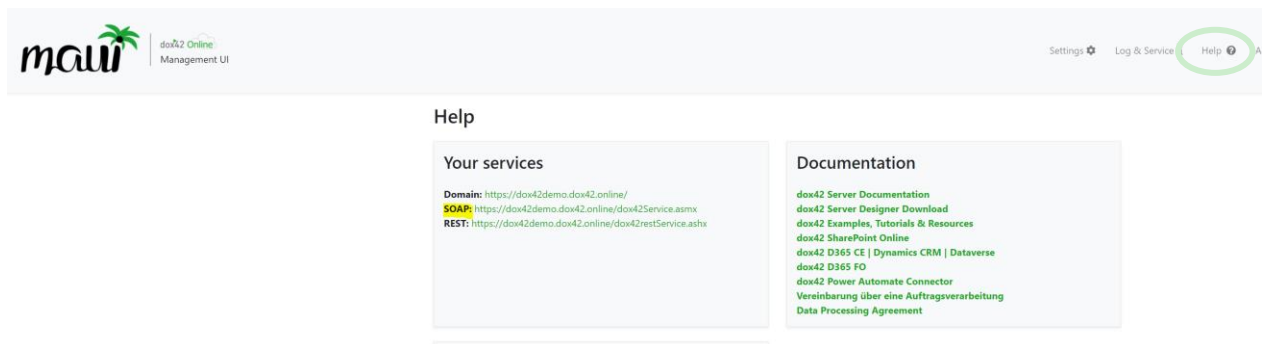 maui
dox42 Online
Management UI
Settings
Log & Service
Help
A
Help
Your services
Domain: https://dox42demo.dox42.online/
SOAP: https://dox42demo.dox42.online/dox42Service.asmx
REST: https://dox42demo.dox42.online/dox42restService.ashx
Documentation
dox42 Server Documentation
dox42 Server Designer Download
dox42 Examples, Tutorials & Resources
dox42 SharePoint Online
dox42 D365 CE | Dynamics CRM | Dataverse
dox42 D365 FO
dox42 Power Automate Connector
Vereinbarung über eine Auftragsverarbeitung
Data Processing Agreement